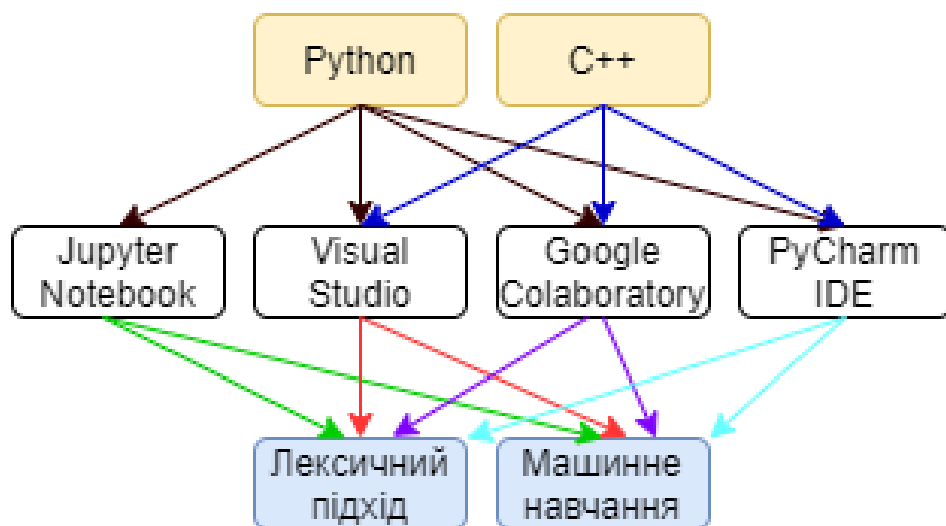 Python
C++
Jupyter
Notebook
Visual
Studio
Google
Colaboratory
PyCharm
IDE
Лексичний
підхід
Машинне
навчання